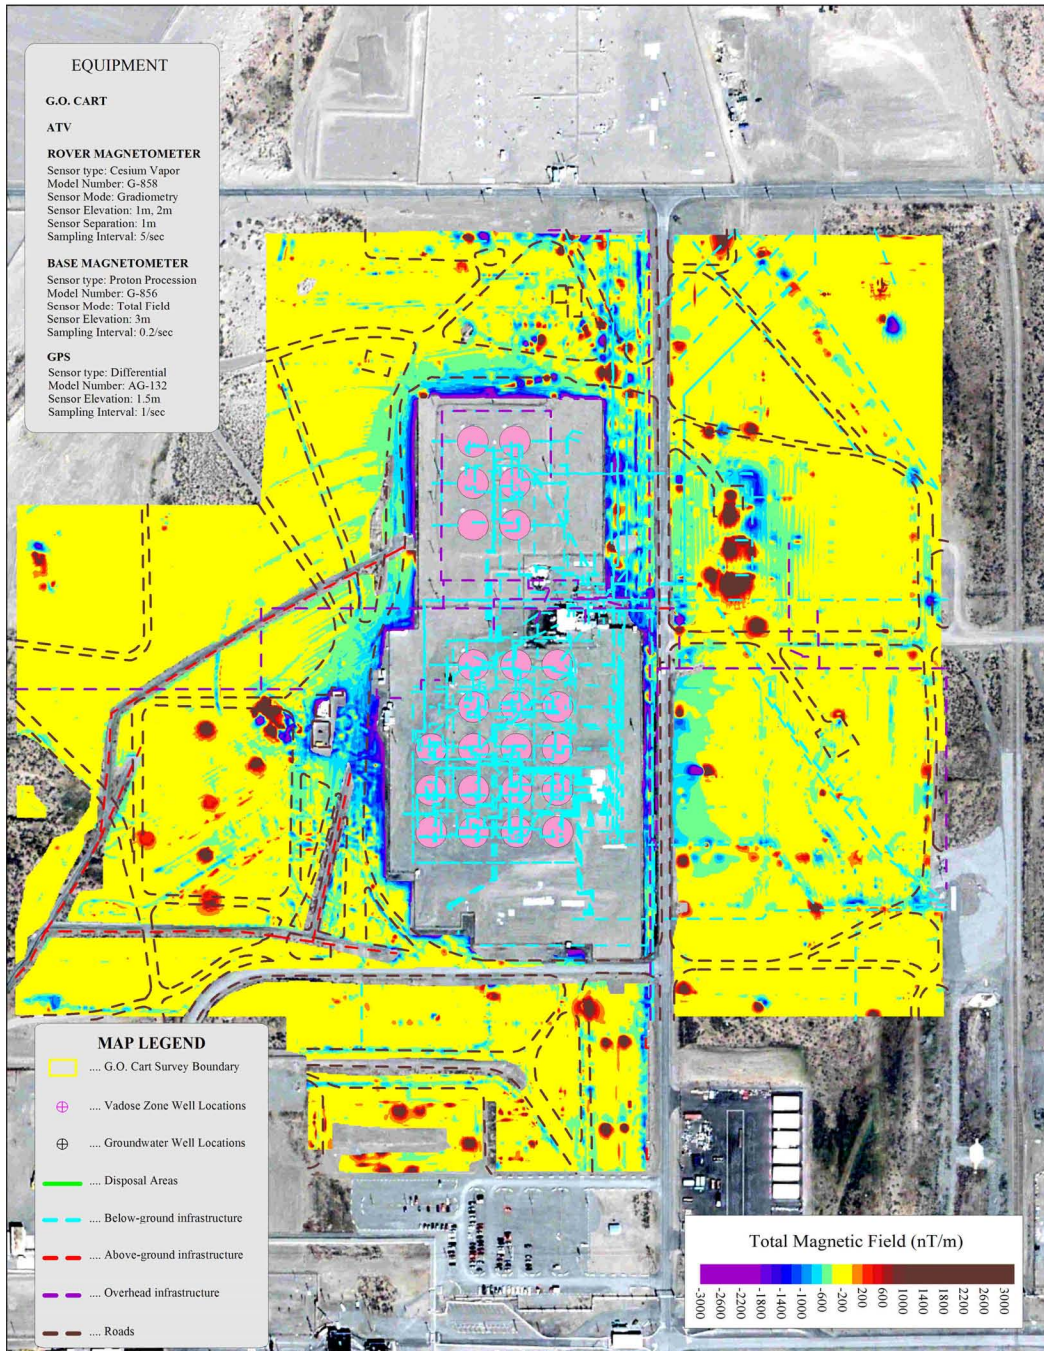 EQUIPMENT
G.O. CART
ATV
ROVER MAGNETOMETER
Sensor type: Cesium Vapor
Model Number: G-858
Sensor Mode: Gradiometry
Sensor Elevation: 1m, 2m
Sensor Separation: 1m
Sampling Interval: 5/sec
BASE MAGNETOMETER
Sensor type: Proton Procession
Model Number: G-856
Sensor Mode: Total Field
Sensor Elevation: 3m
Sampling Interval: 0.2/sec
GPS
Sensor type: Differential
Model Number: AG-132
Sensor Elevation: 1.5m
Sampling Interval: 1/sec
MAP LEGEND
.... G.O. Cart Survey Boundary
.... Vadose Zone Well Locations
.... Groundwater Well Locations
.... Disposal Areas
.... Below-ground infrastructure
.... Above-ground infrastructure
.... Overhead infrastructure
.... Roads
Total Magnetic Field (nT/m)
-3000 -2600 -2200 -1800 -1400 -1000 -600 -200 200 600 1000 1400 1800 2200 2600 3000